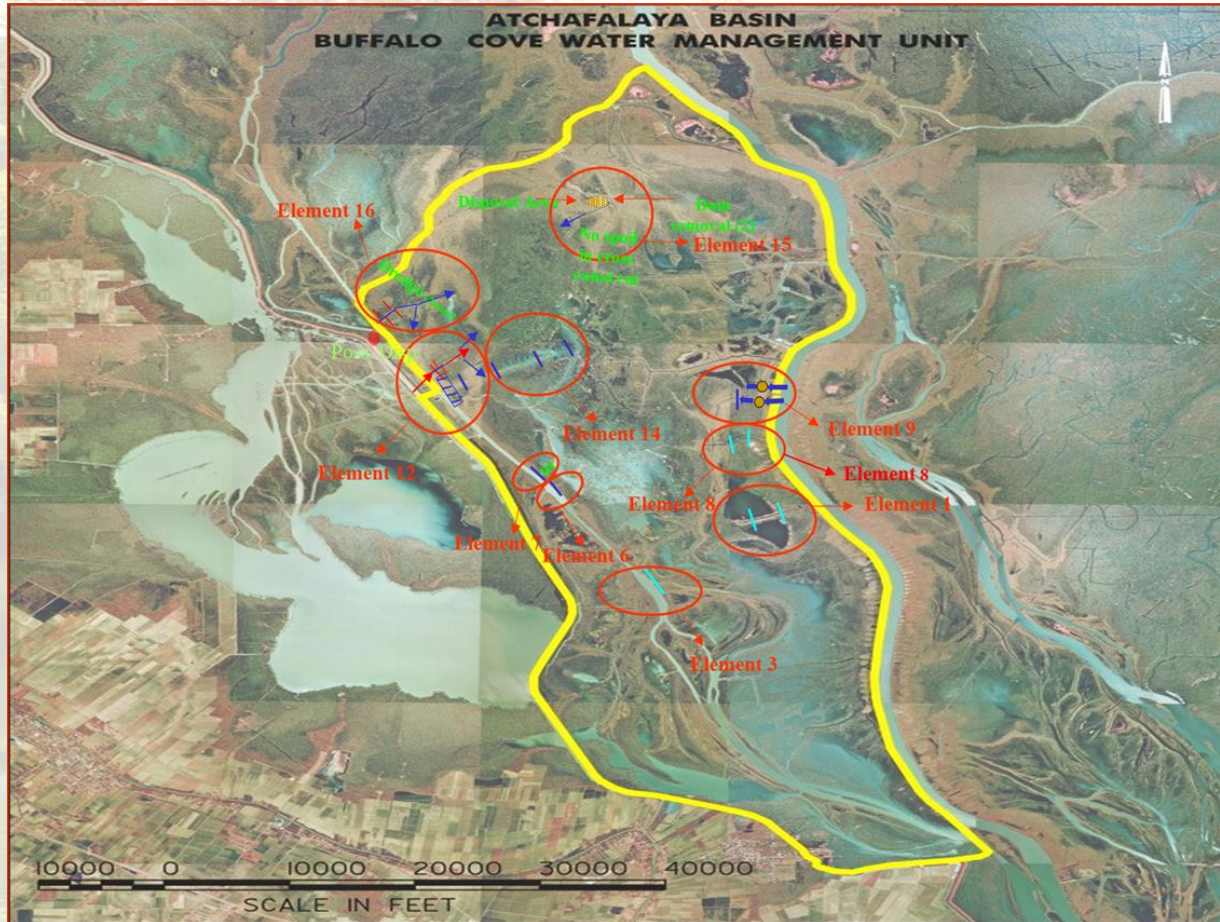 ATCHAFALAYA BASIN
BUFFALO COVE WATER MANAGEMENT UNIT
N
Element 16
Disposal Area
removal (2)
No spoil
Element 15
in front
Element 14
Element 12
Element 9
Element 8
Element 8
Element 1
Element 7
Element 6
Element 3
10000 0 10000 20000 30000 40000
SCALE IN FEET